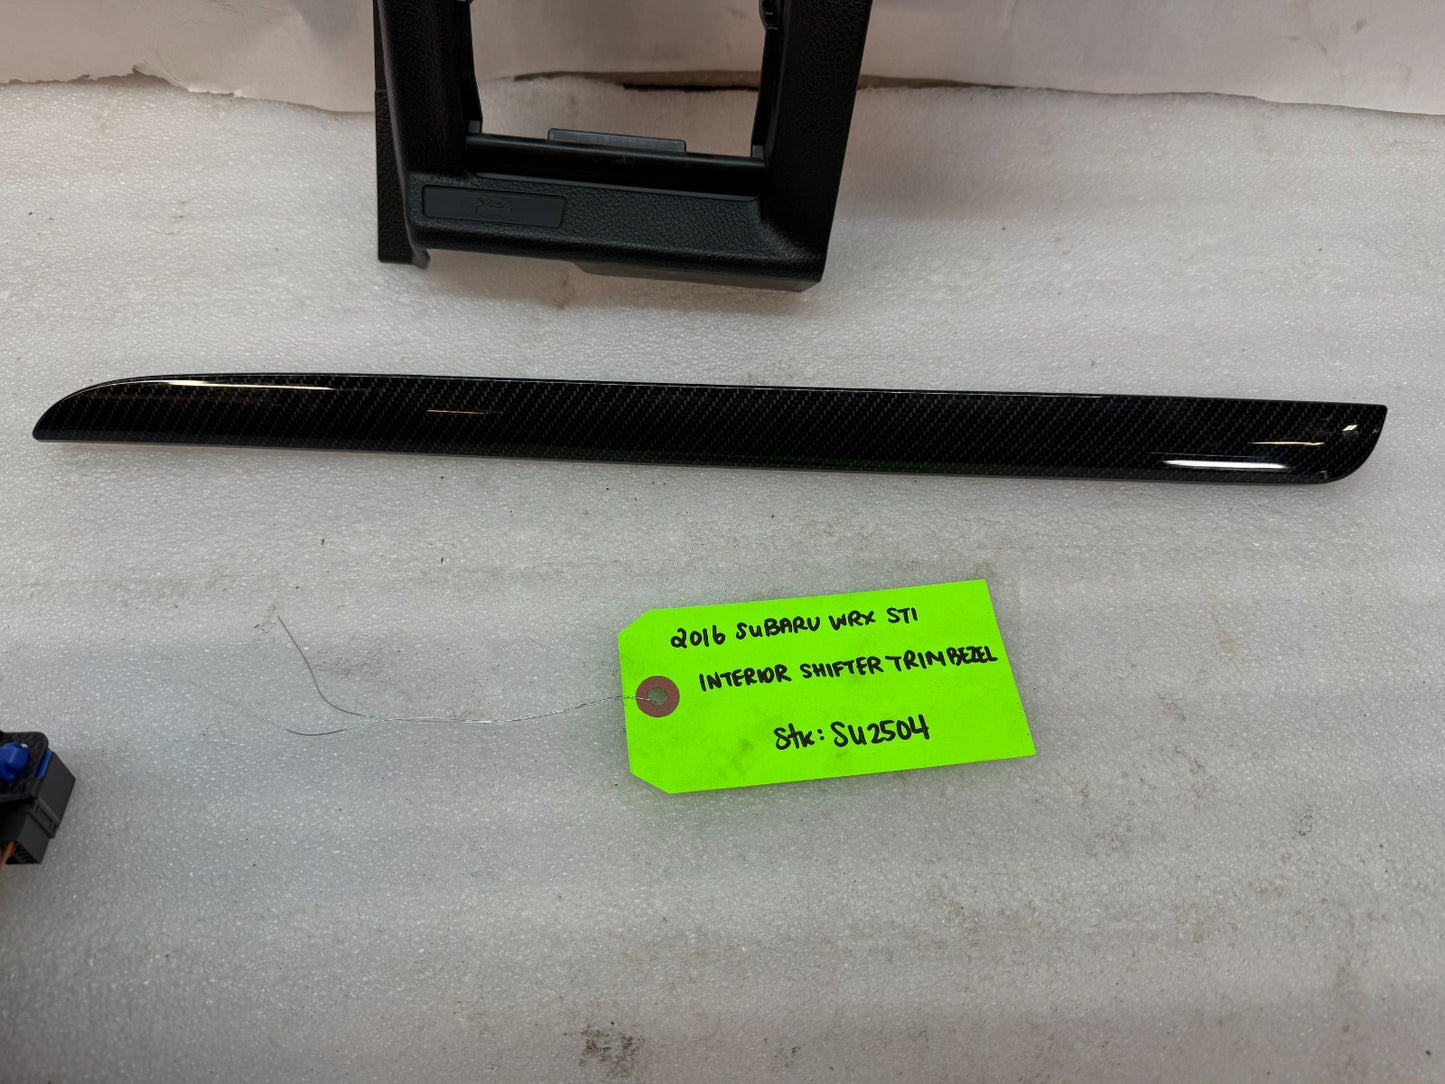 2016 SUBARU WRX STI
INTERIOR SHIFTER TRIM BEZEL
Stk: SU2504